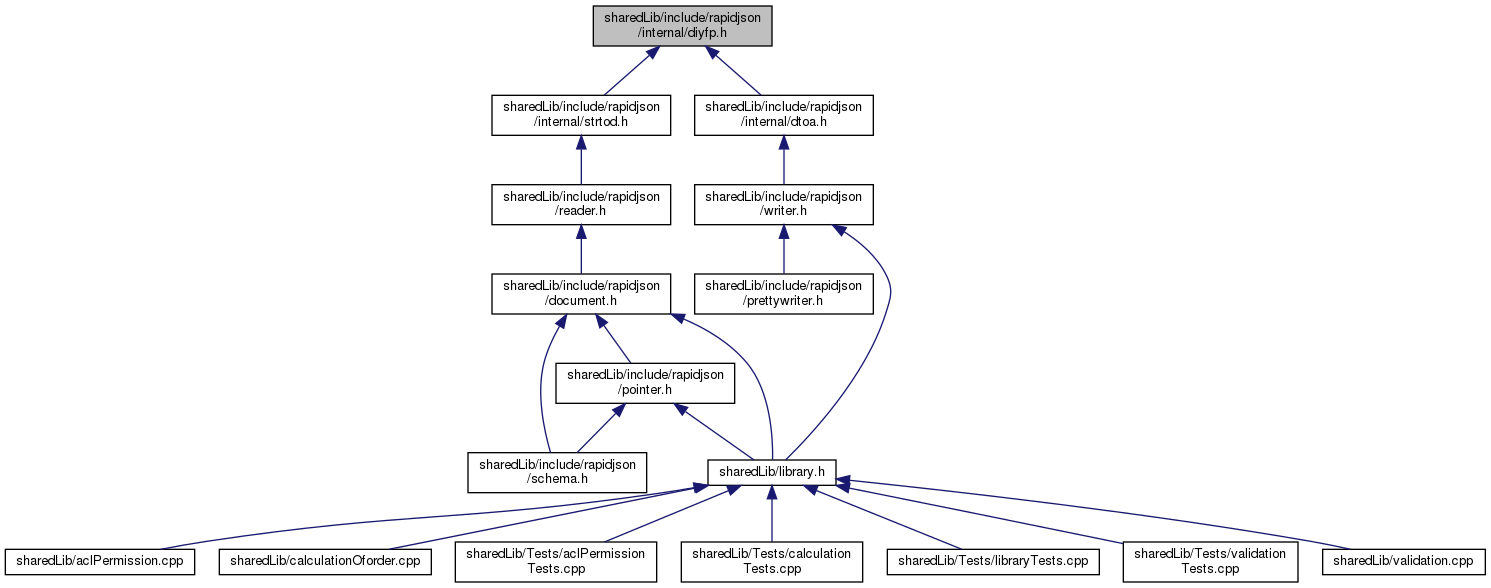 sharedLib/include/rapidjson
/internal/diyfp.h
sharedLib/include/rapidjson
/internal/strtod.h
sharedLib/include/rapidjson
/internal/dtoa.h
sharedLib/include/rapidjson
/reader.h
sharedLib/include/rapidjson
/writer.h
sharedLib/include/rapidjson
/document.h
sharedLib/include/rapidjson
/prettywriter.h
sharedLib/include/rapidjson
/pointer.h
sharedLib/include/rapidjson
/schema.h
sharedLib/library.h
sharedLib/aclPermission.cpp
sharedLib/calculationOforder.cpp
sharedLib/Tests/aclPermission
Tests.cpp
sharedLib/Tests/calculation
Tests.cpp
sharedLib/Tests/libraryTests.cpp
sharedLib/Tests/validation
Tests.cpp
sharedLib/validation.cpp